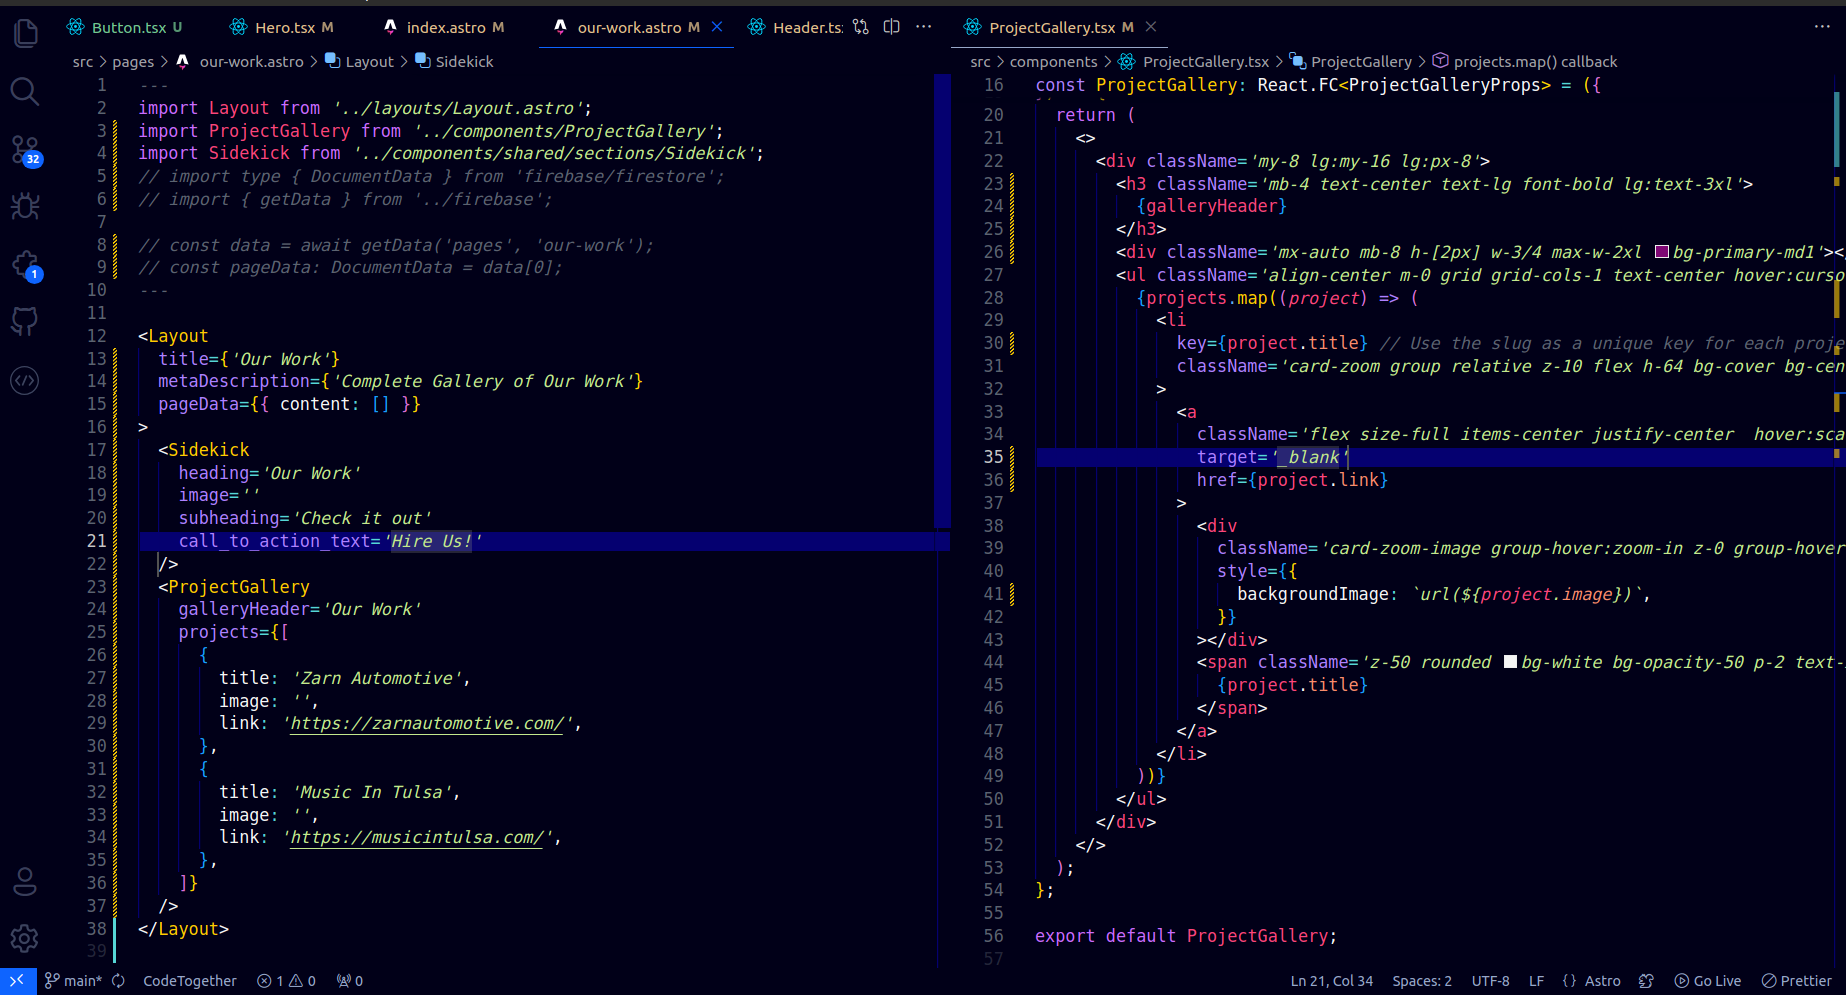 Button.tsx U Hero.tsx M index.astro M our-work.astro M Header.ts ProjectGallery.tsx M
src > pages > our-work.astro > Layout > Sidekick
1 ---
2 import Layout from '../layouts/Layout.astro';
3 import ProjectGallery from '../components/ProjectGallery';
4 import Sidekick from '../components/shared/sections/Sidekick';
5 // import type { DocumentData } from 'firebase/firestore';
6 // import { getData } from '../firebase';
7
8 // const data = await getData('pages', 'our-work');
9 // const pageData: DocumentData = data[0];
10 ---
11
12 <Layout
13 title={'Our Work'}
14 metaDescription={'Complete Gallery of Our Work'}
15 pageData={{ content: [] }}
16 >
17 <Sidekick
18 heading='Our Work'
19 image=''
20 subheading='Check it out'
21 call_to_action_text='Hire Us!'
22 />
23 <ProjectGallery
24 galleryHeader='Our Work'
25 projects={[
26 {
27 title: 'Zarn Automotive',
28 image: '',
29 link: 'https://zarnautomotive.com/',
30 },
31 {
32 title: 'Music In Tulsa',
33 image: '',
34 link: 'https://musicintulsa.com/',
35 },
36 ]}
37 />
38 </Layout>
39
src > components > ProjectGallery.tsx > ProjectGallery > projects.map() callback
16 const ProjectGallery: React.FC<ProjectGalleryProps> = ({
20 return (
21 <>
22 <div className='my-8 lg:my-16 lg:px-8'>
23 <h3 className='mb-4 text-center text-lg font-bold lg:text-3xl'>
24 {galleryHeader}
25 </h3>
26 <div className='mx-auto mb-8 h-[2px] w-3/4 max-w-2xl bg-primary-md1'><
27 <ul className='align-center m-0 grid grid-cols-1 text-center hover:curso
28 {projects.map((project) => (
29 <li
30 key={project.title} // Use the slug as a unique key for each proje
31 className='card-zoom group relative z-10 flex h-64 bg-cover bg-cen
32 >
33 <a
34 className='flex size-full items-center justify-center hover:sca
35 target='_blank'
36 href={project.link}
37 >
38 <div
39 className='card-zoom-image group-hover:zoom-in z-0 group-hover
40 style={{
41 backgroundImage: `url(${project.image})`,
42 }}
43 ></div>
44 <span className='z-50 rounded bg-white bg-opacity-50 p-2 text-
45 {project.title}
46 </span>
47 </a>
48 </li>
49 ))}
50 </ul>
51 </div>
52 </>
53 );
54 };
55
56 export default ProjectGallery;
57
32
1
main* CodeTogether 1 0 0 Ln 21, Col 34 Spaces: 2 UTF-8 LF {} Astro Go Live Prettier